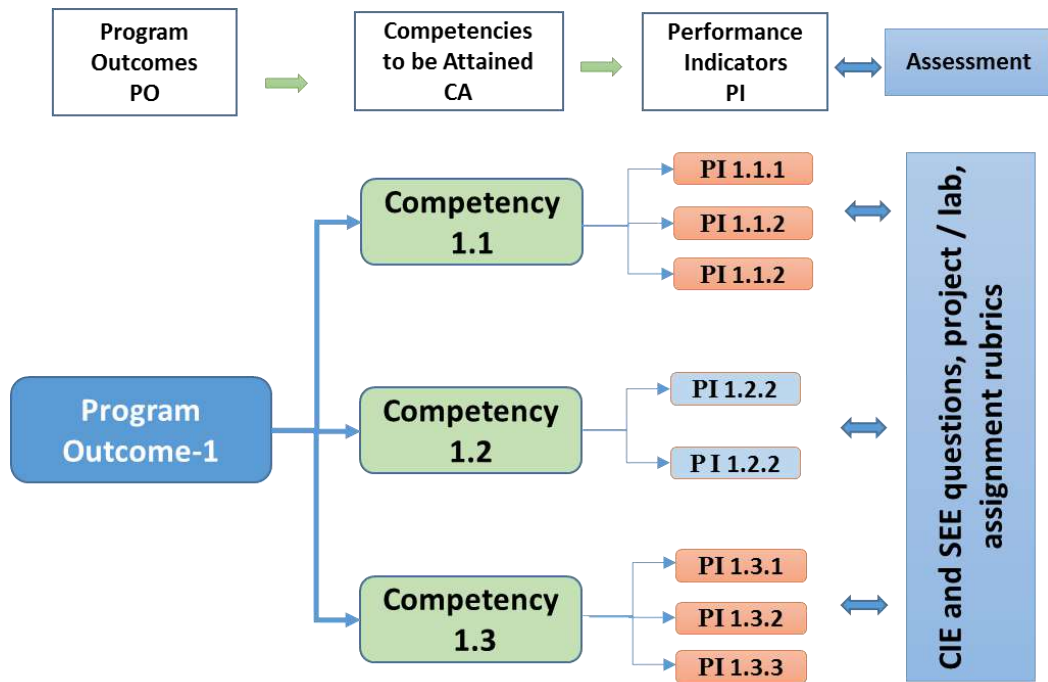 Program
Outcomes
PO
Competencies
to be Attained
CA
Performance
Indicators
PI
Assessment
Program
Outcome-1
Competency
1.1
PI 1.1.1
PI 1.1.2
PI 1.1.2
Competency
1.2
PI 1.2.2
P I 1.2.2
Competency
1.3
PI 1.3.1
PI 1.3.2
PI 1.3.3
CIE and SEE questions, project / lab,
assignment rubrics